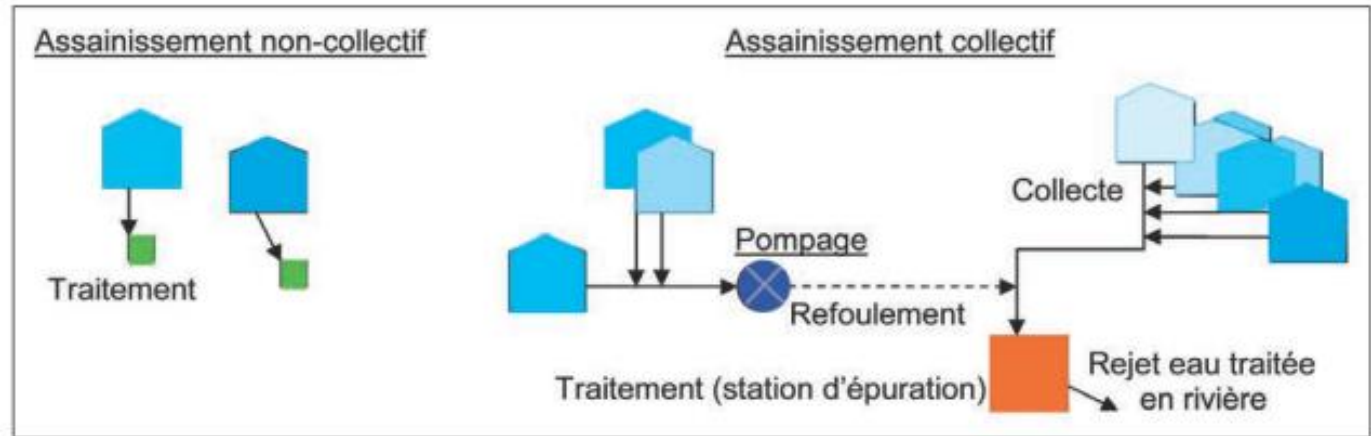 Assainissement non-collectif
Assainissement collectif
Traitement
Collecte
Pompage
Refoulement
Traitement (station d'épuration)
Rejet eau traitée
en rivière